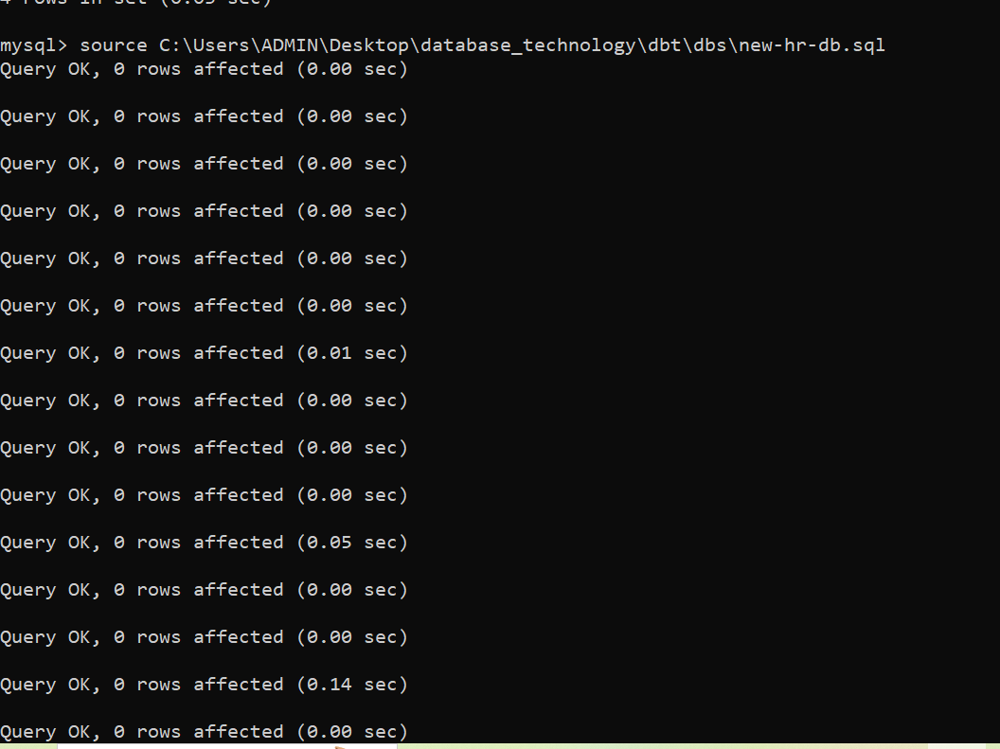 4 rows in set (0.05 sec)
mysql> source C:\Users\ADMIN\Desktop\database_technology\dbt\dbs\new-hr-db.sql
Query OK, 0 rows affected (0.00 sec)
Query OK, 0 rows affected (0.00 sec)
Query OK, 0 rows affected (0.00 sec)
Query OK, 0 rows affected (0.00 sec)
Query OK, 0 rows affected (0.00 sec)
Query OK, 0 rows affected (0.00 sec)
Query OK, 0 rows affected (0.01 sec)
Query OK, 0 rows affected (0.00 sec)
Query OK, 0 rows affected (0.00 sec)
Query OK, 0 rows affected (0.00 sec)
Query OK, 0 rows affected (0.05 sec)
Query OK, 0 rows affected (0.00 sec)
Query OK, 0 rows affected (0.00 sec)
Query OK, 0 rows affected (0.14 sec)
Query OK, 0 rows affected (0.00 sec)